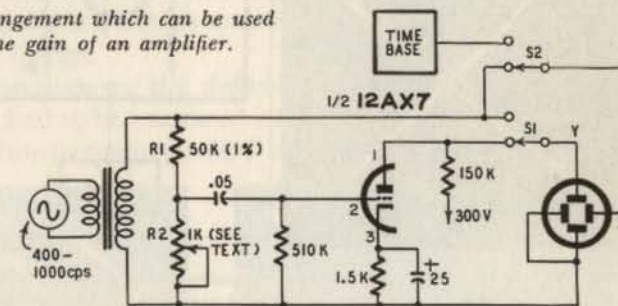 ngement which can be used
he gain of an amplifier.
TIME
BASE
S2
1/2 12AX7
S1
Y
R1
50K (1%)
1
.05
150K
2
300V
R2
1K (SEE
TEXT)
3
510K
400-
1000cps
1.5K
+
25